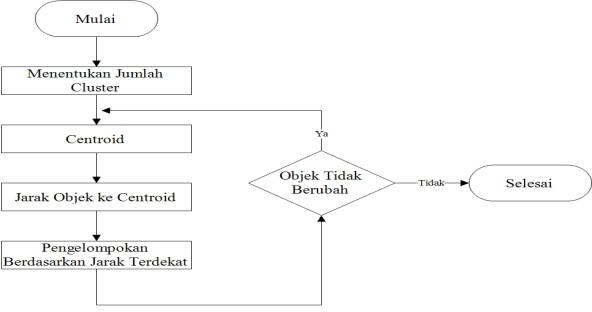 Mulai
Menentukan Jumlah
Cluster
Centroid
Jarak Objek ke Centroid
Pengelompokan
Berdasarkan Jarak Terdekat
Ya
Objek Tidak
Berubah
Tidak
Selesai